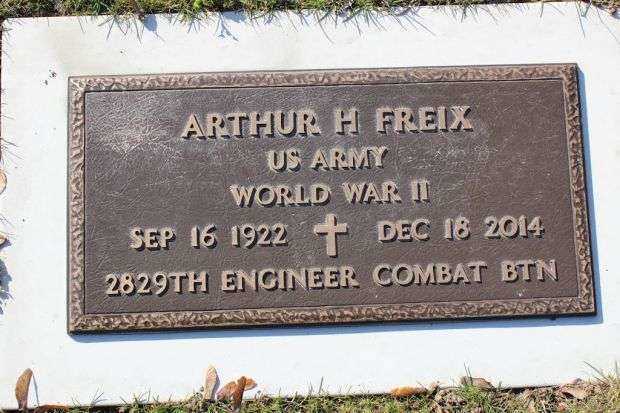 ARTHUR H FREIX
US ARMY
WORLD WAR II
SEP 16 1922 DEC 18 2014
2829TH ENGINEER COMBAT BTN